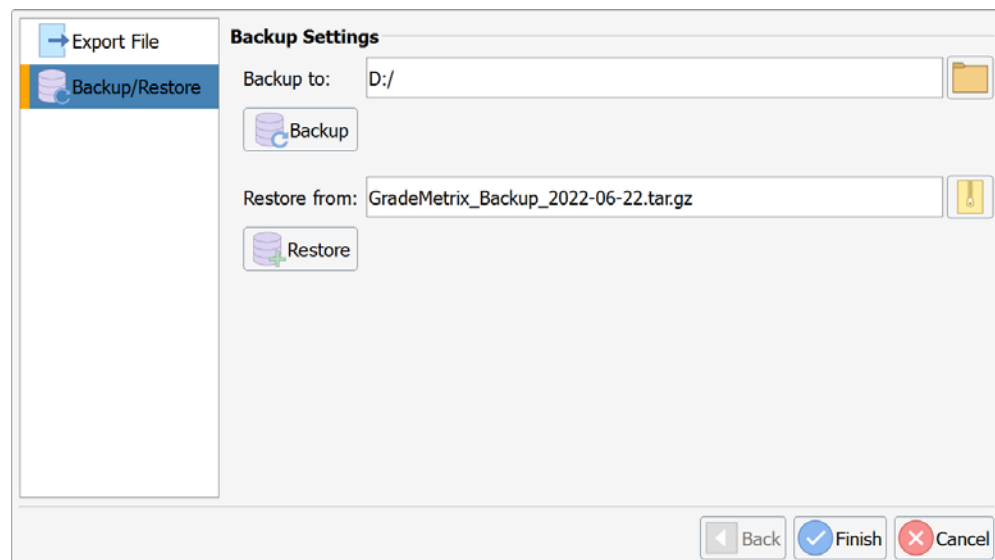 Export File
Backup/Restore
Backup Settings
Backup to: D:/
Backup
Restore from: GradeMetrix_Backup_2022-06-22.tar.gz
Restore
Back Finish Cancel